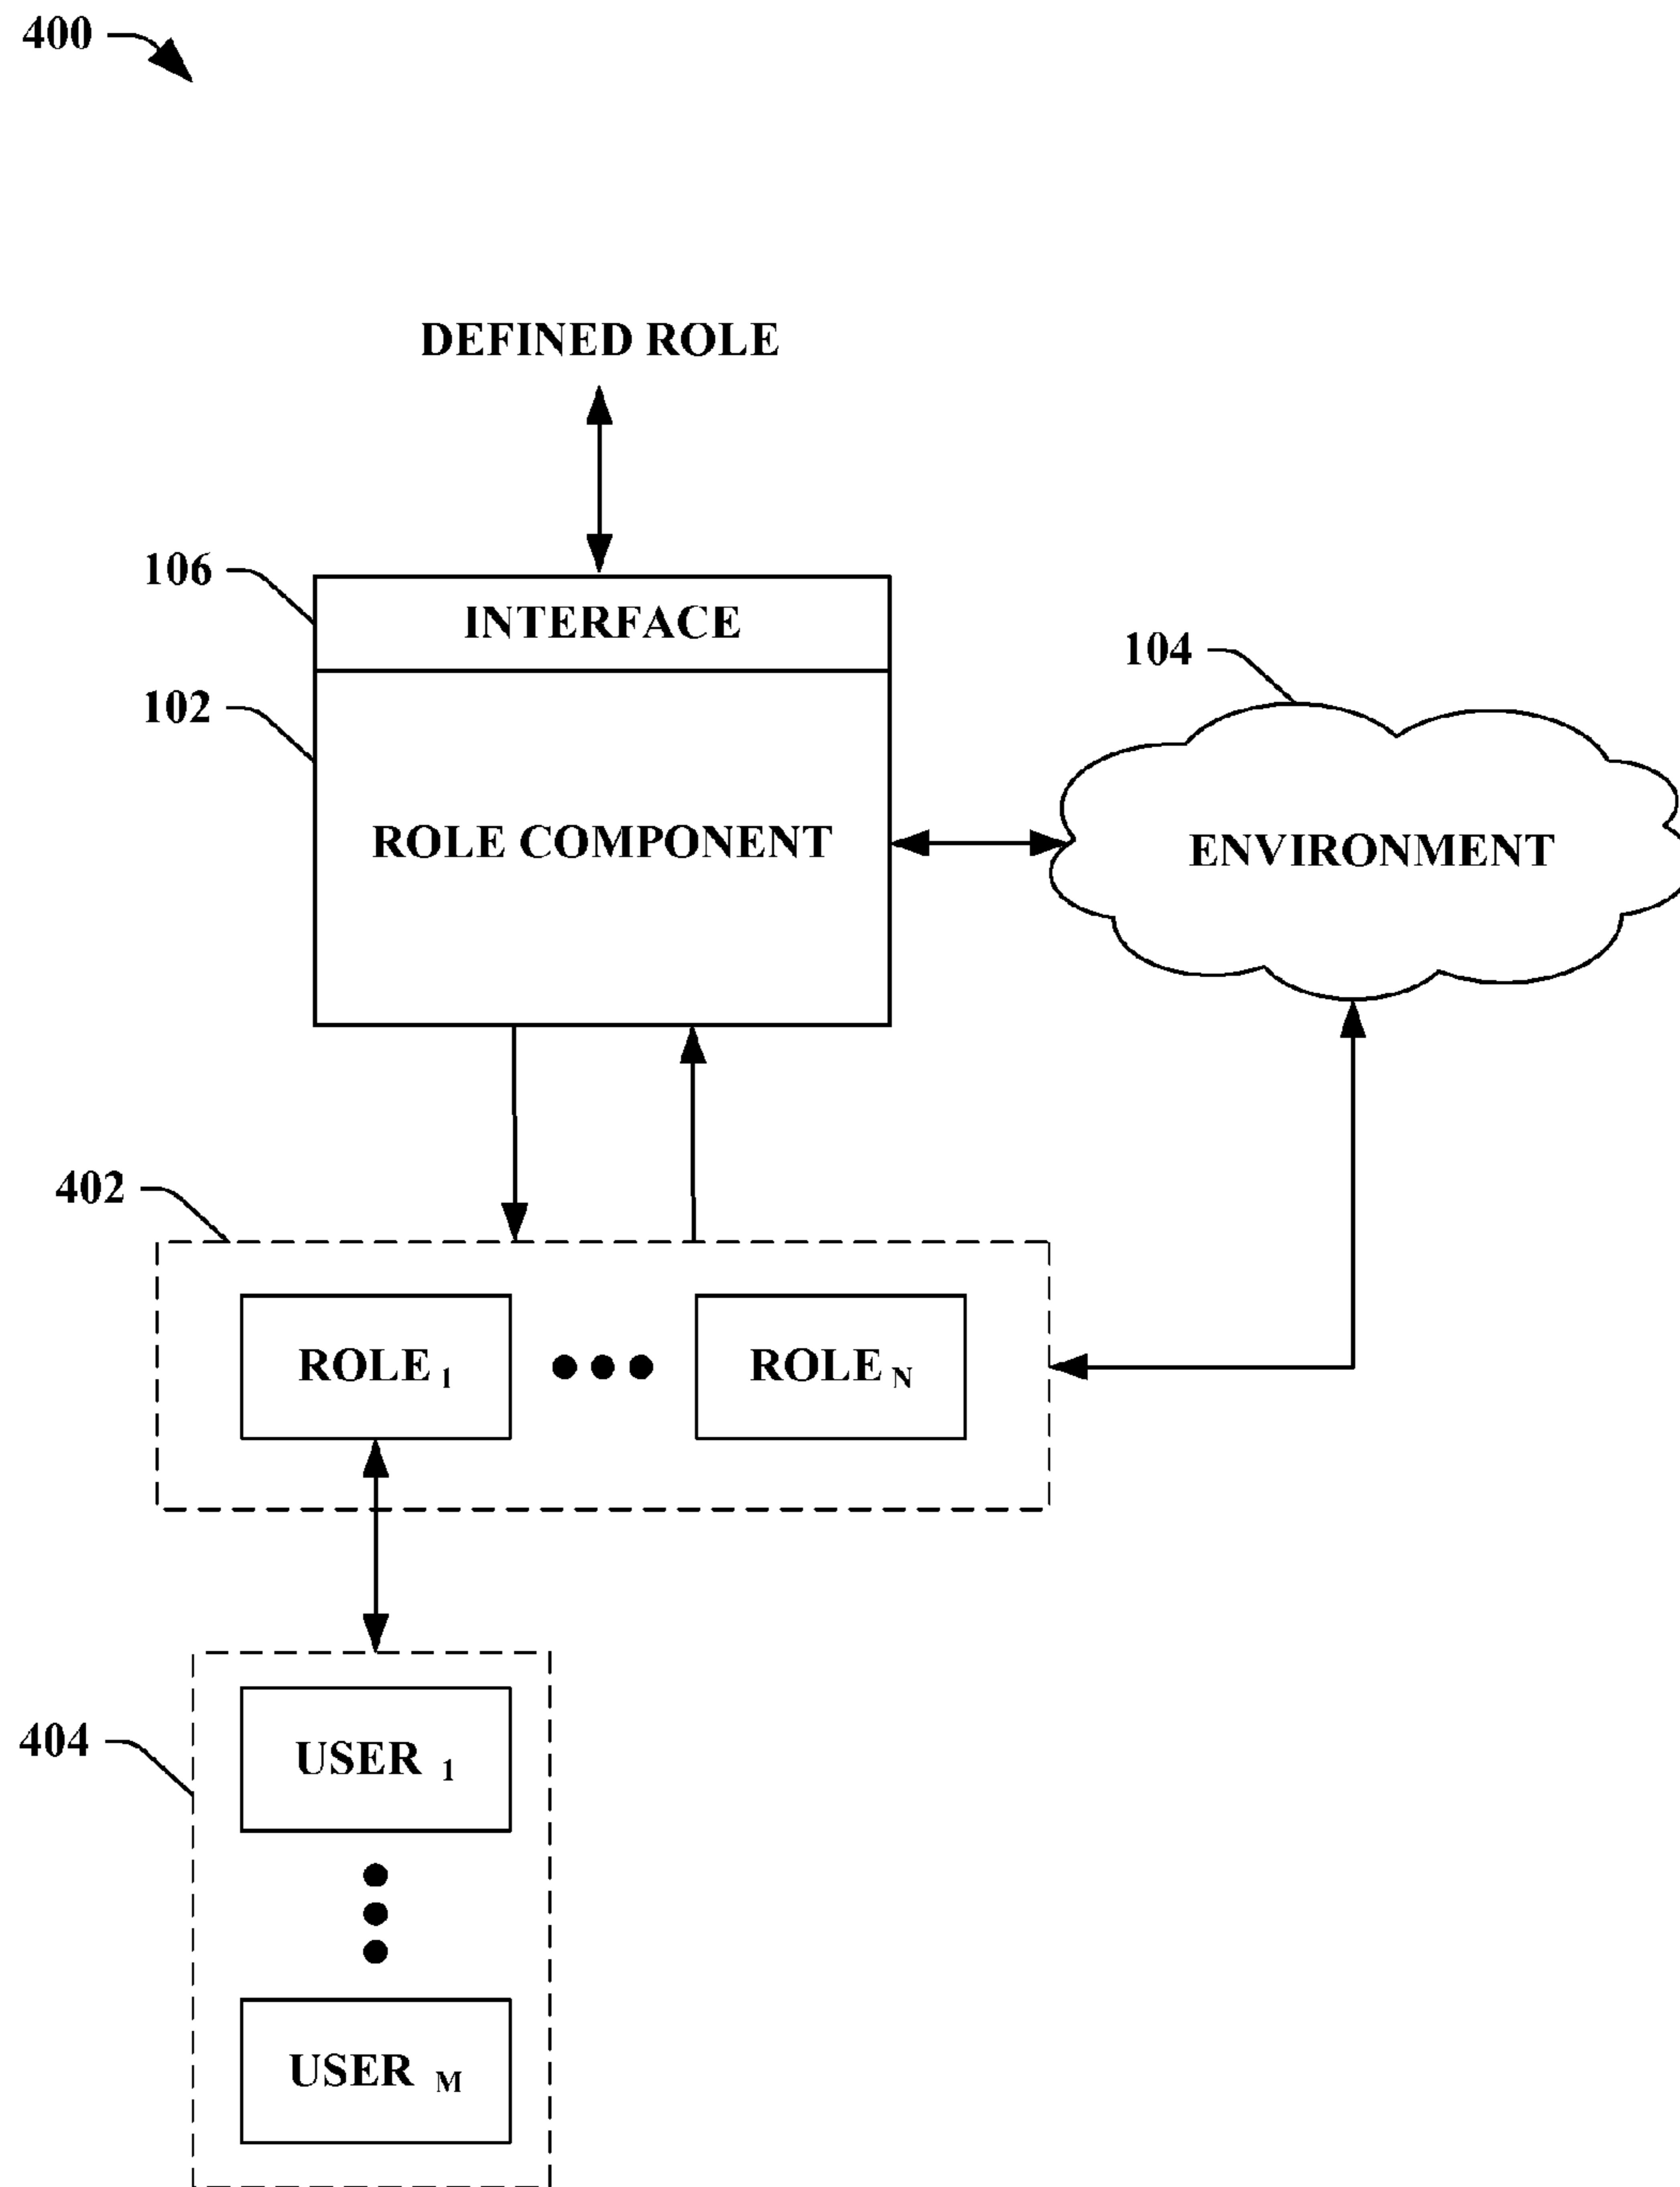 400
DEFINED ROLE
106
INTERFACE
104
102
ROLE COMPONENT
ENVIRONMENT
402
ROLE 1
ROLE N
404
USER 1
USER M